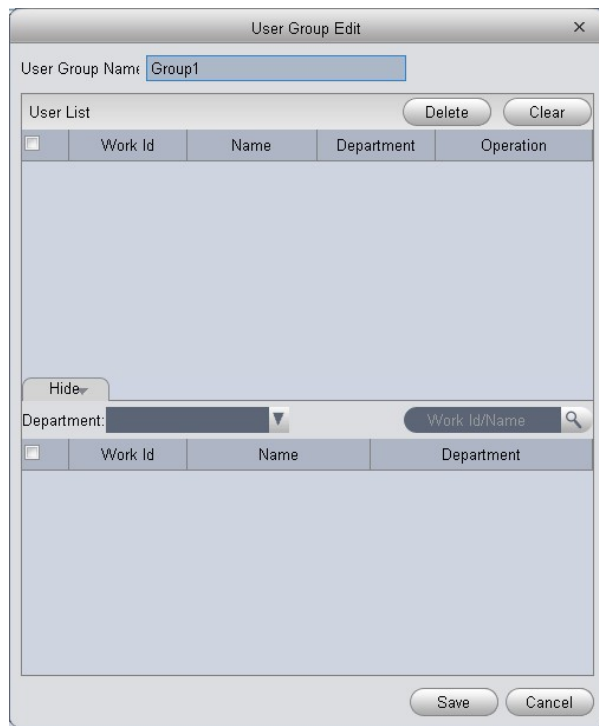 User Group Edit
User Group Name Group1
User List Delete Clear
Work Id Name Department Operation
Hide
Department: Work Id/Name
Work Id Name Department
Save Cancel